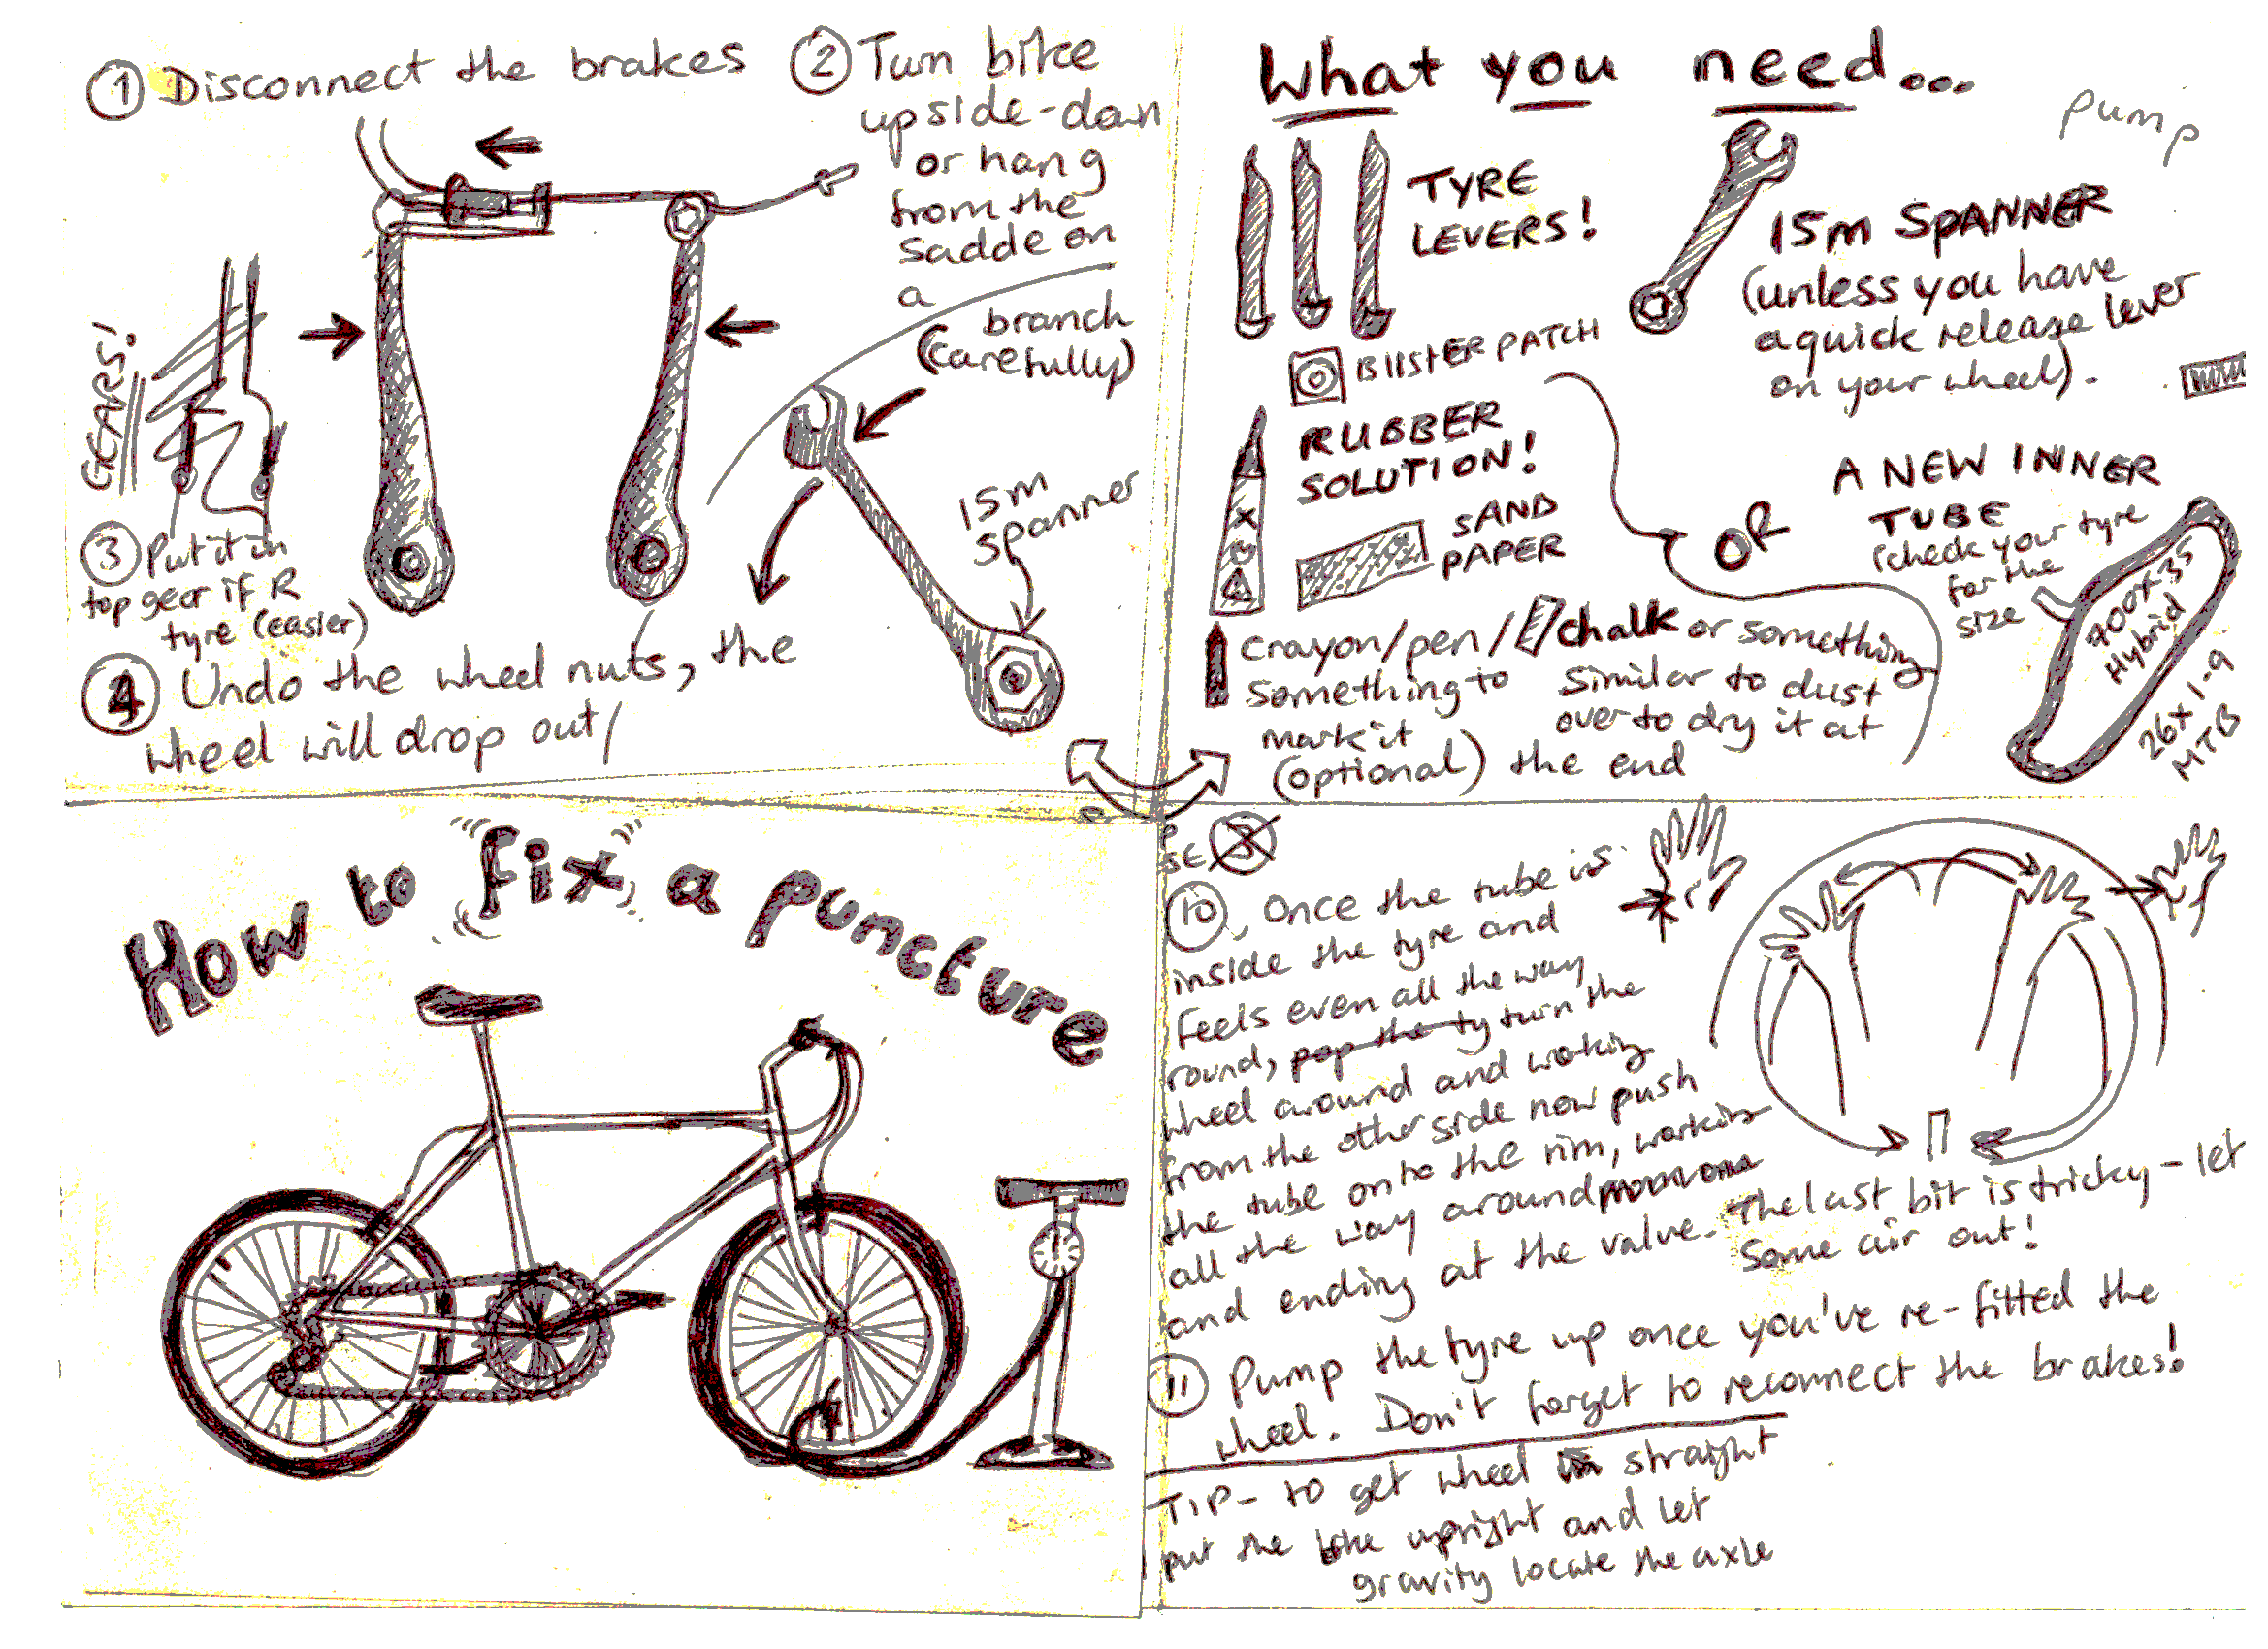 ① Disconnect the brakes
② Turn bike
upside-down
or hang
from the
sadde on
a
branch
(carefully)
GEARS!
③ Put it in
top gear if R
tyre (easier)
15m
spanner
④ Undo the wheel nuts, the
wheel will drop out
What you need...
pump
TYRE
LEVERS!
15m SPANNER
(unless you have
a quick release lever
on your wheel).
BlIStER PATCH
RUBBER
SOLUTION!
SAND
PAPER
OR
A NEW INNER
TUBE
(check your tyre
for the
size
700+35
Hybrid
26+1-9
MTB
crayon/pen/
something to
mark it
(optional)
chalk or something
similar to dust
over to dry it at
the end
How to fix a puncture
⑩, Once the tube is
inside the tyre and
feels even all the way
round, pop the ty turn the
wheel around and working
from the other side now push
the tube onto the rim, working
all the way around
and ending at the valve.
The last bit is tricky - let
some air out!
⑪ Pump the tyre up once you've re-fitted the
wheel. Don't forget to reconnect the brakes!
TIP - to get wheel straight
put the bike upright and let
gravity locate the axle